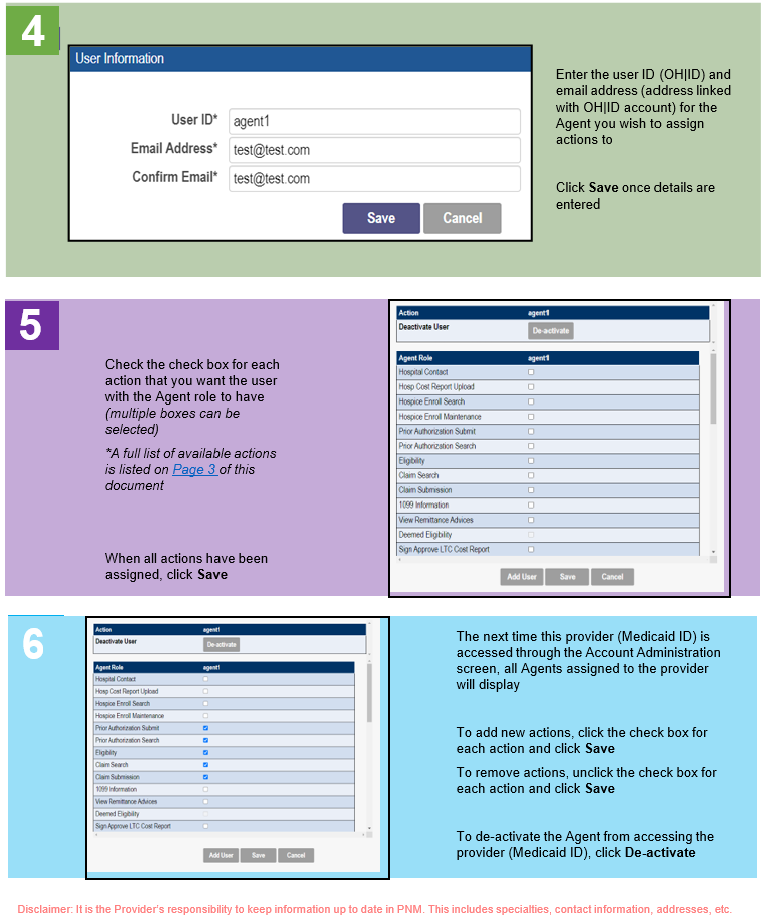 4
User Information
User ID*
agent1
Email Address*
test@test.com
Confirm Email*
test@test.com
Save
Cancel
Enter the user ID (OH|ID) and
email address (address linked
with OH|ID account) for the
Agent you wish to assign
actions to
Click Save once details are
entered
5
Check the check box for each
action that you want the user
with the Agent role to have
(multiple boxes can be
selected)
*A full list of available actions
is listed on Page 3 of this
document
When all actions have been
assigned, click Save
Action agent1
Deactivate User De-activate
Agent Role agent1
Hospital Contact
Hosp Cost Report Upload
Hospice Enroll Search
Hospice Enroll Maintenance
Prior Authorization Submit
Prior Authorization Search
Eligibility
Claim Search
Claim Submission
1099 Information
View Remittance Advices
Deemed Eligibility
Sign Approve LTC Cost Report
Add User Save Cancel
6
Action agent1
Deactivate User De-activate
Agent Role agent1
Hospital Contact
Hosp Cost Report Upload
Hospice Enroll Search
Hospice Enroll Maintenance
Prior Authorization Submit
Prior Authorization Search
Eligibility
Claim Search
Claim Submission
1099 Information
View Remittance Advices
Deemed Eligibility
Sign Approve LTC Cost Report
Add User Save Cancel
The next time this provider (Medicaid ID) is
accessed through the Account Administration
screen, all Agents assigned to the provider
will display
To add new actions, click the check box for
each action and click Save
To remove actions, unclick the check box for
each action and click Save
To de-activate the Agent from accessing the
provider (Medicaid ID), click De-activate
Disclaimer: It is the Provider's responsibility to keep information up to date in PNM. This includes specialties, contact information, addresses, etc.